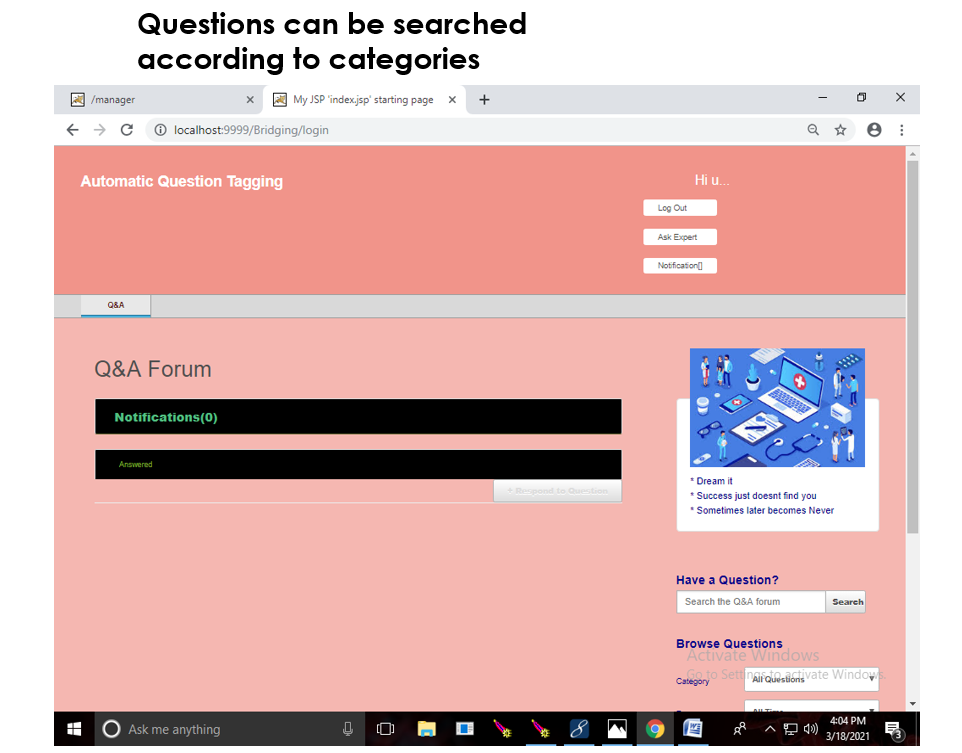 Questions can be searched
according to categories
/manager
My JSP 'index.jsp' starting page
localhost:9999/Bridging/login
Automatic Question Tagging
Hi u...
Log Out
Ask Expert
Notification[]
Q&A
Q&A Forum
Notifications(0)
Answered
* Respond to Question
* Dream it
* Success just doesnt find you
* Sometimes later becomes Never
Have a Question?
Search the Q&A forum Search
Browse Questions
Activate Windows
Go to Settings to activate Windows.
Category All Questions
All Time
Ask me anything
4:04 PM
3/18/2021
3